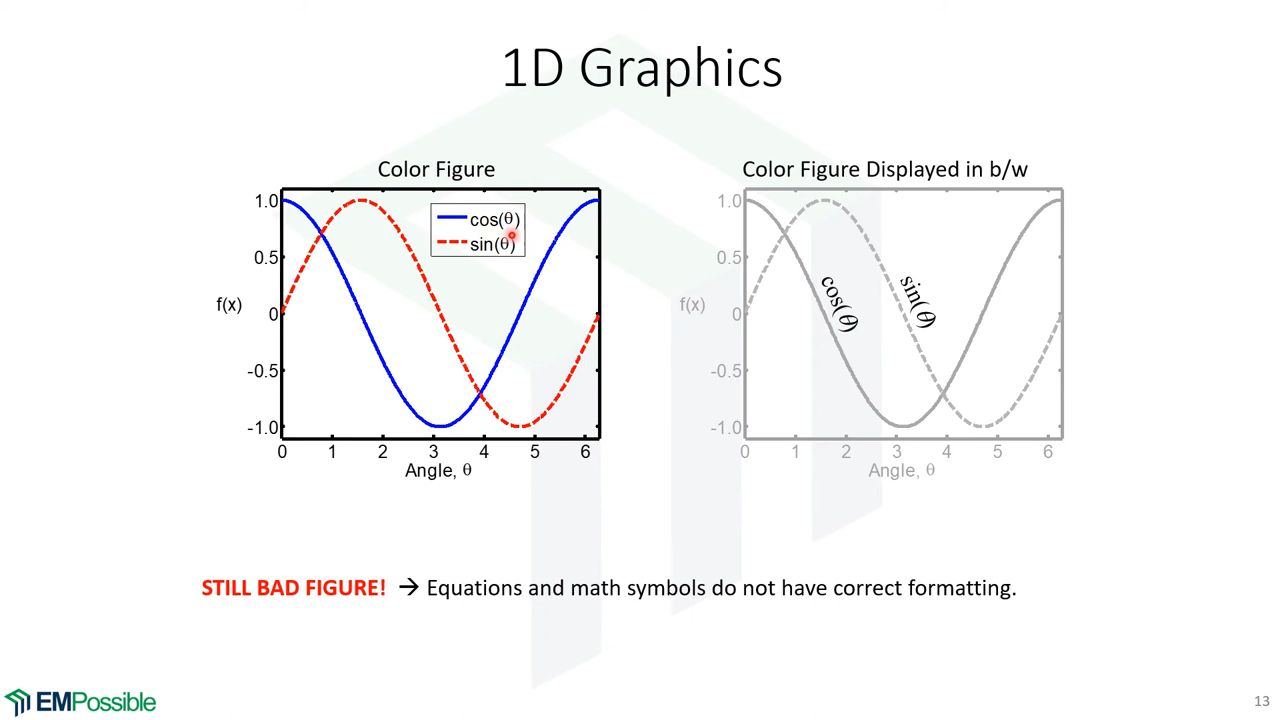 1D Graphics
Color Figure
1.0
0.5
f(x)
0
-0.5
-1.0
0 1 2 3 4 5 6
Angle, θ
cos(θ)
sin(θ)
Color Figure Displayed in b/w
1.0
0.5
f(x)
0
-0.5
-1.0
0 1 2 3 4 5 6
Angle, θ
cos(θ)
sin(θ)
STILL BAD FIGURE! → Equations and math symbols do not have correct formatting.
EMPossible
13